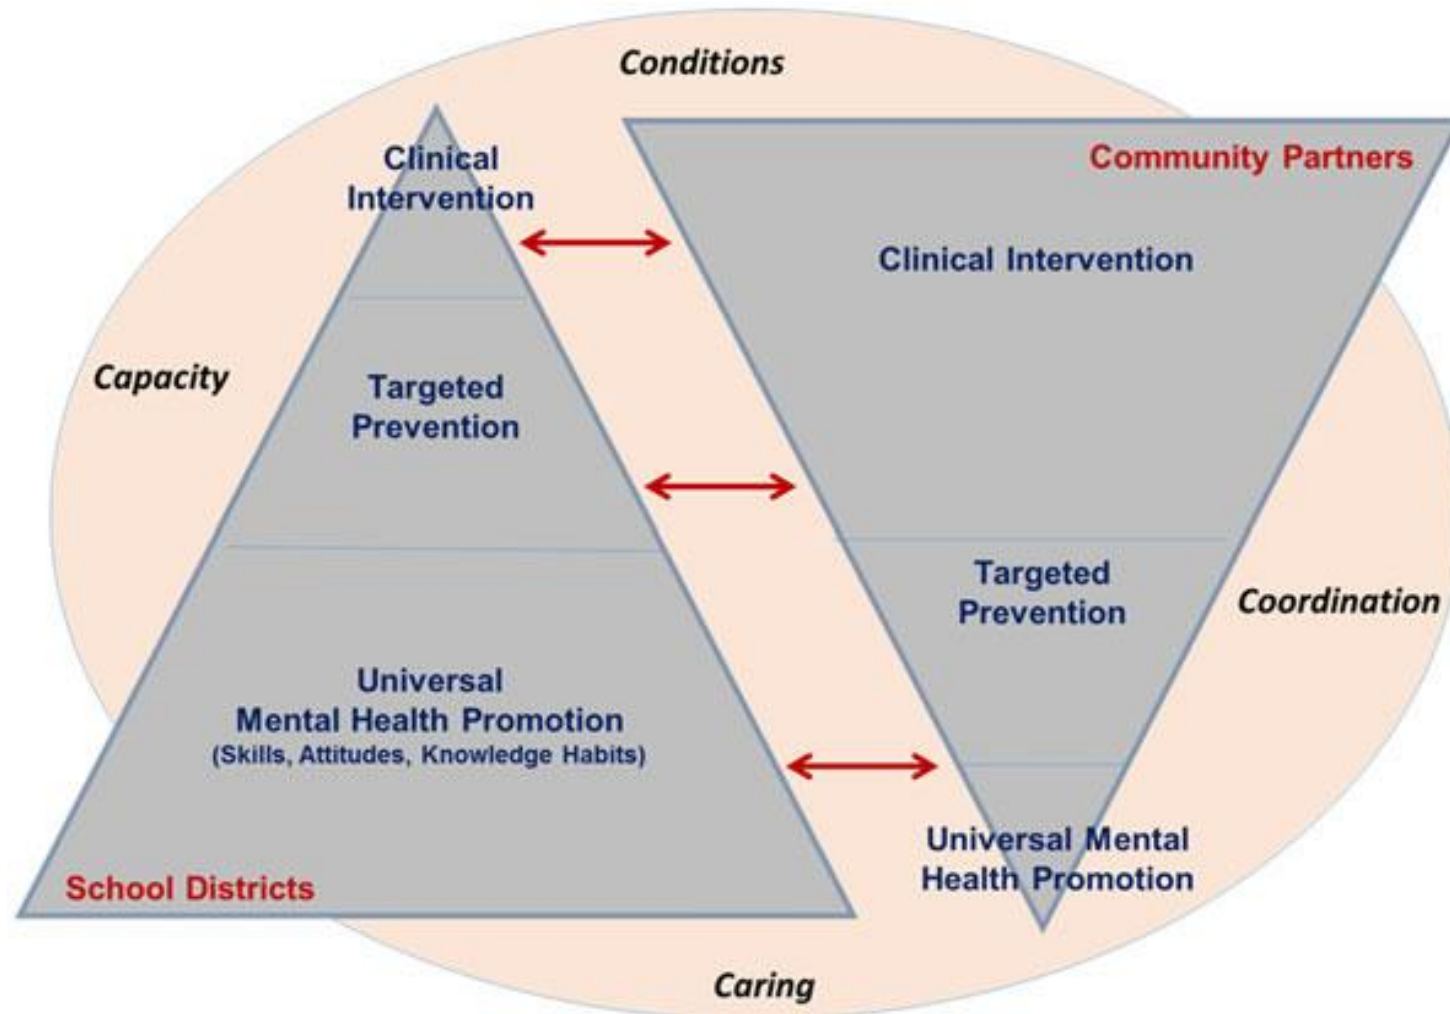 Conditions
Clinical
Intervention
Community Partners
Clinical Intervention
Capacity
Targeted
Prevention
Targeted
Prevention
Coordination
Universal
Mental Health Promotion
(Skills, Attitudes, Knowledge Habits)
Universal Mental
Health Promotion
School Districts
Caring